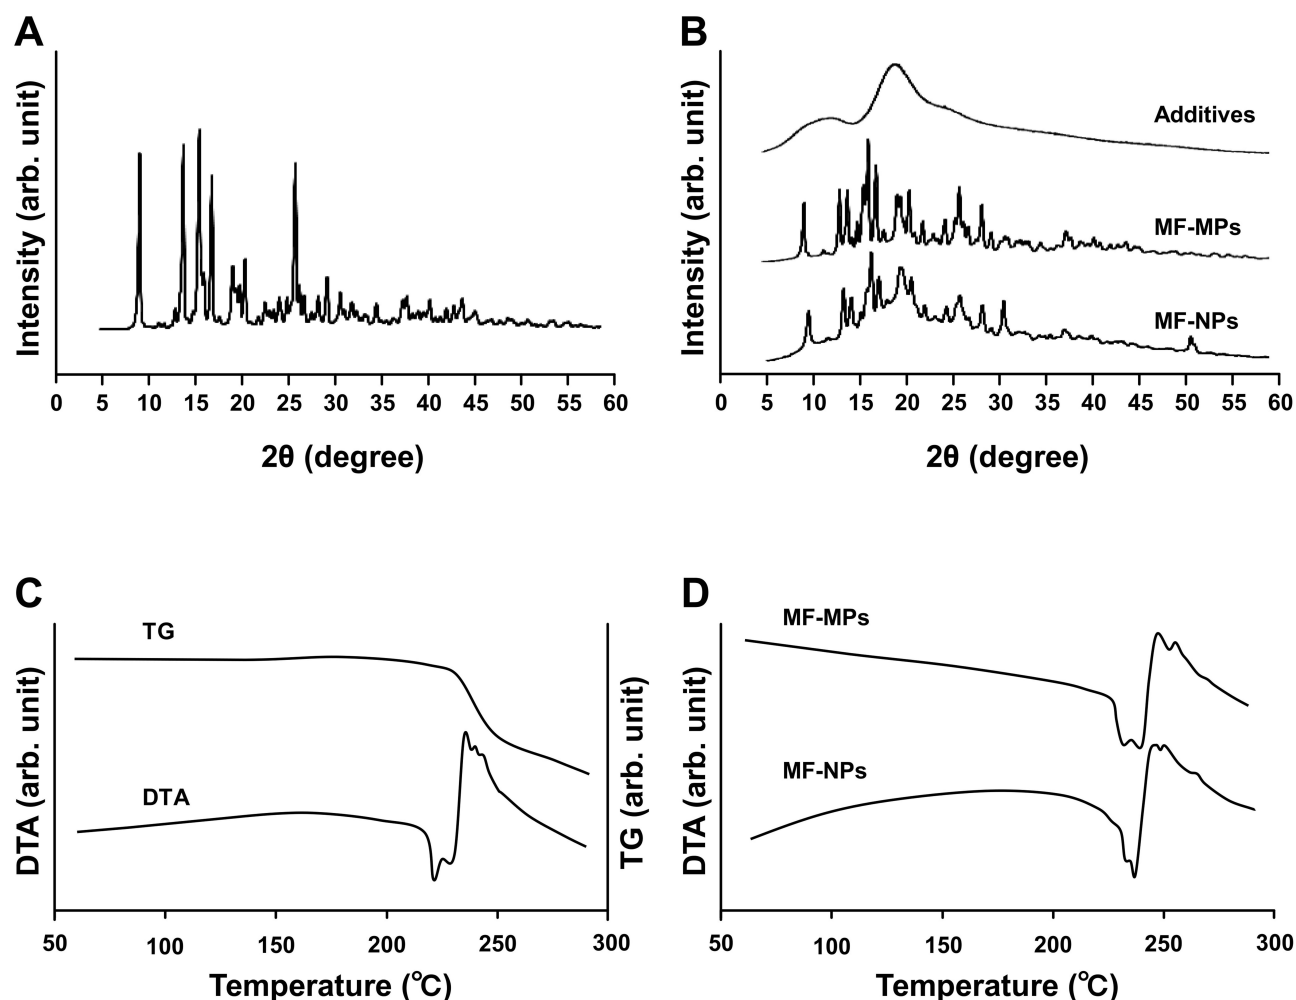 A
Intensity (arb. unit)
0 5 10 15 20 25 30 35 40 45 50 55 60
2θ (degree)
B
Intensity (arb. unit)
Additives
MF-MPs
MF-NPs
0 5 10 15 20 25 30 35 40 45 50 55 60
2θ (degree)
C
DTA (arb. unit)
TG
DTA
TG (arb. unit)
50 100 150 200 250 300
Temperature (℃)
D
DTA (arb. unit)
MF-MPs
MF-NPs
50 100 150 200 250 300
Temperature (℃)